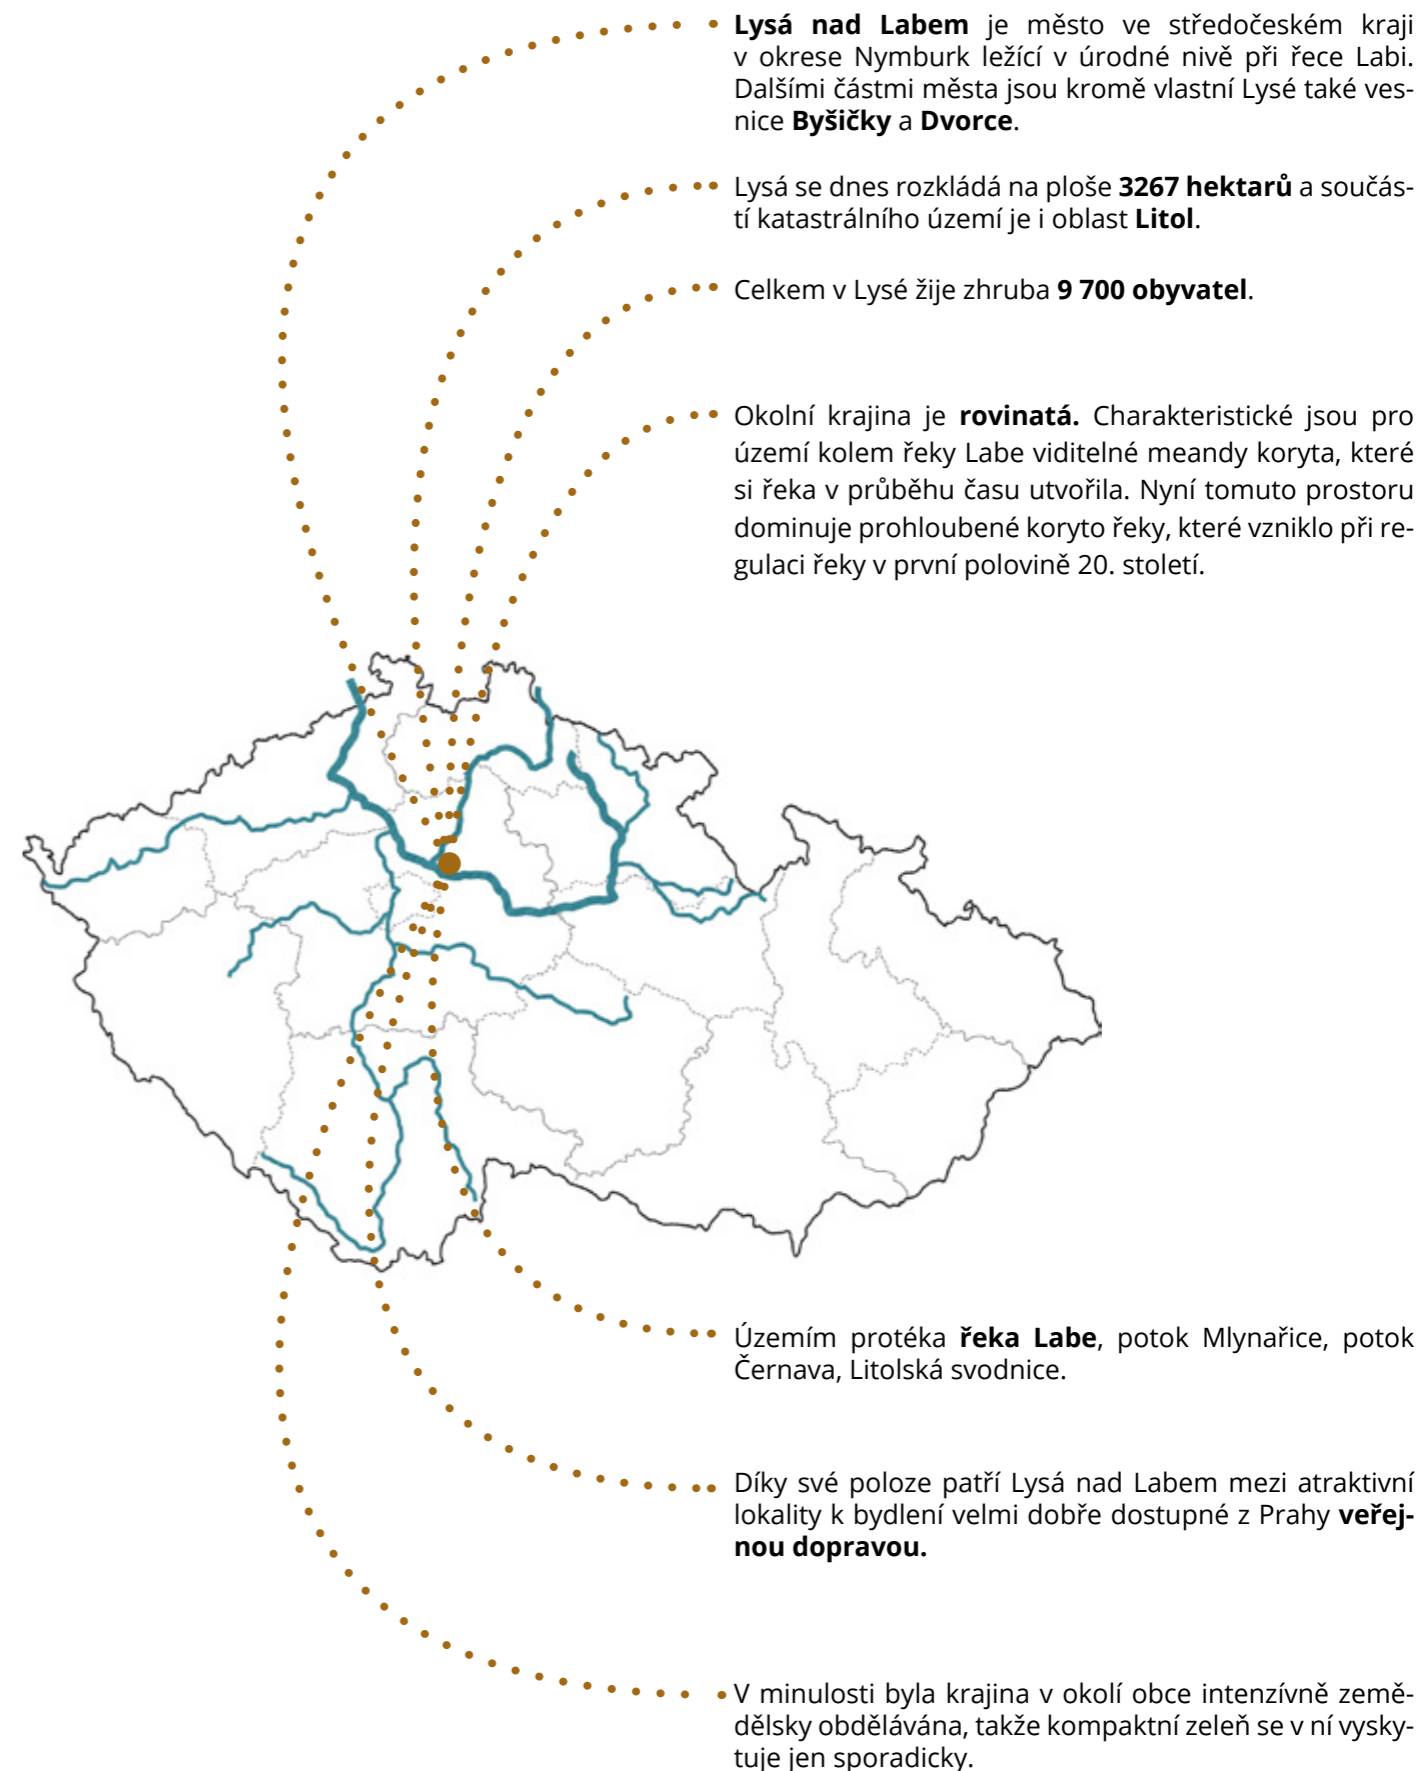 Lysá nad Labem je město ve středočeském kraji
v okrese Nymburk ležící v úrodné nivě při řece Labi.
Dalšími částmi města jsou kromě vlastní Lysé také ves-
nice Byšičky a Dvorce.
Lysá se dnes rozkládá na ploše 3267 hektarů a součás-
tí katastrálního území je i oblast Litol.
Celkem v Lysé žije zhruba 9 700 obyvatel.
Okolní krajina je rovinatá. Charakteristické jsou pro
území kolem řeky Labe viditelné meandy koryta, které
si řeka v průběhu času utvořila. Nyní tomuto prostoru
dominuje prohloubené koryto řeky, které vzniklo při re-
gulaci řeky v první polovině 20. století.
Územím protéká řeka Labe, potok Mlynařice, potok
Černava, Litolská svodnice.
Díky své poloze patří Lysá nad Labem mezi atraktivní
lokality k bydlení velmi dobře dostupné z Prahy veřej-
nou dopravou.
V minulosti byla krajina v okolí obce intenzívně země-
dělsky obdělávána, takže kompaktní zeleň se v ní vysky-
tuje jen sporadicky.